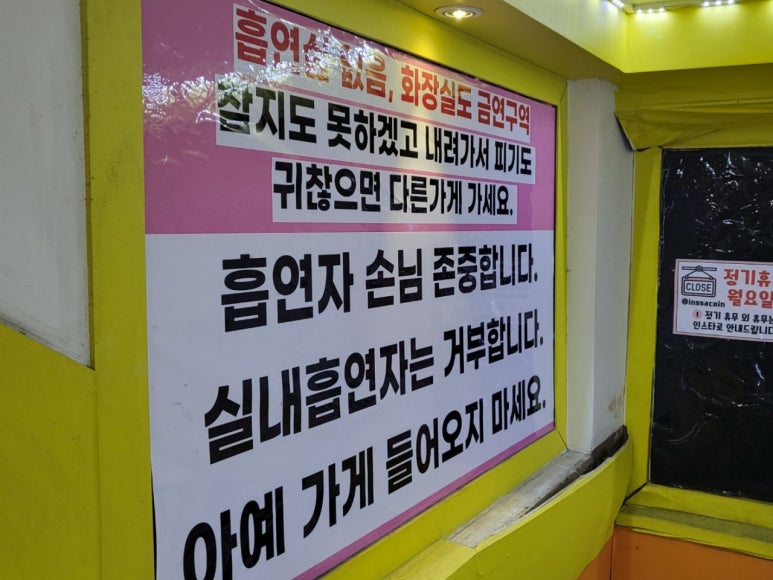 흡연실 없음, 화장실도 금연구역
참지도 못하겠고 내려가서 피기도
귀찮으면 다른가게 가세요.
흡연자 손님 존중합니다.
실내흡연자는 거부합니다.
아예 가게 들어오지 마세요.
CLOSE
정기휴
월요일
@inssacoin
① 정기 휴무 외 휴무는
인스타로 안내드립니다